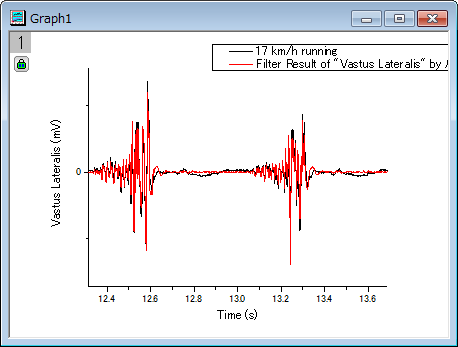 Graph1
1
17 km/h running
Filter Result of "Vastus Lateralis" by
Vastus Lateralis (mV)
0
12.4 12.6 12.8 13.0 13.2 13.4 13.6
Time (s)